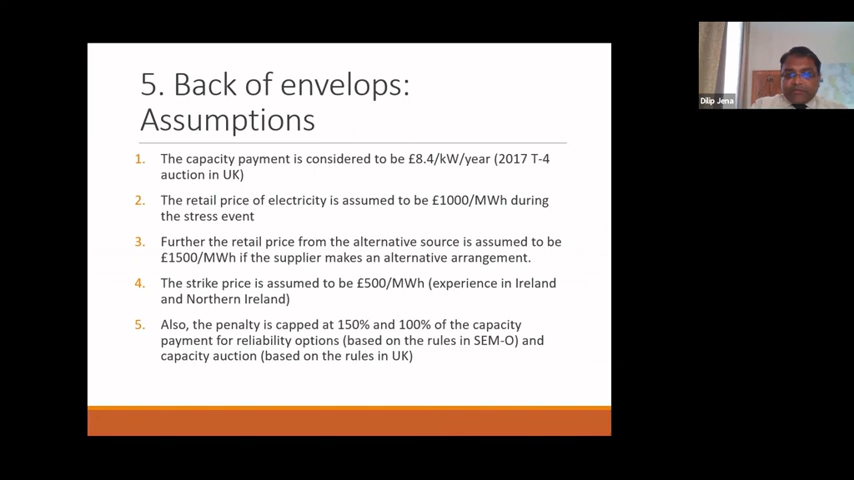 5. Back of envelops:
Assumptions
1. The capacity payment is considered to be £8.4/kW/year (2017 T-4
auction in UK)
2. The retail price of electricity is assumed to be £1000/MWh during
the stress event
3. Further the retail price from the alternative source is assumed to be
£1500/MWh if the supplier makes an alternative arrangement.
4. The strike price is assumed to be £500/MWh (experience in Ireland
and Northern Ireland)
5. Also, the penalty is capped at 150% and 100% of the capacity
payment for reliability options (based on the rules in SEM-O) and
capacity auction (based on the rules in UK)
Dilip Jena